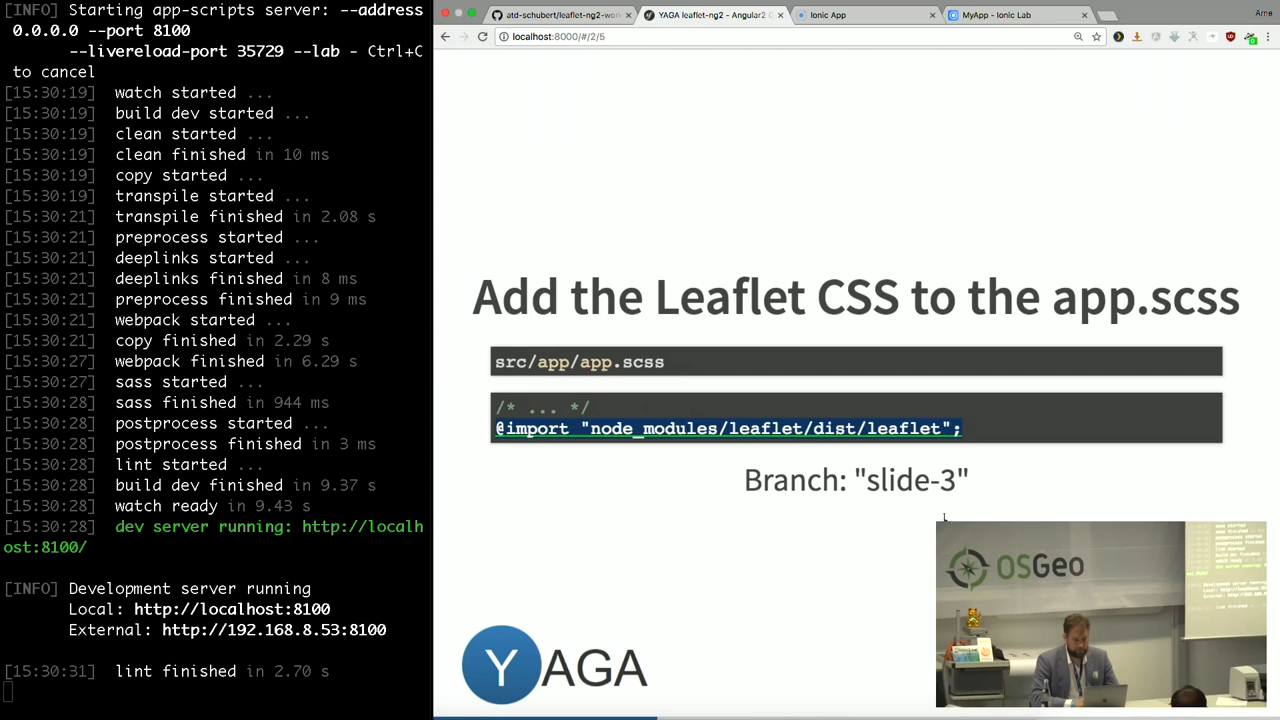 [INFO] Starting app-scripts server: --address
0.0.0.0 --port 8100
--livereload-port 35729 --lab - Ctrl+C
to cancel
[15:30:19] watch started ...
[15:30:19] build dev started ...
[15:30:19] clean started ...
[15:30:19] clean finished in 10 ms
[15:30:19] copy started ...
[15:30:19] transpile started ...
[15:30:21] transpile finished in 2.08 s
[15:30:21] preprocess started ...
[15:30:21] deeplinks started ...
[15:30:21] deeplinks finished in 8 ms
[15:30:21] preprocess finished in 9 ms
[15:30:21] webpack started ...
[15:30:21] copy finished in 2.29 s
[15:30:27] webpack finished in 6.29 s
[15:30:27] sass started ...
[15:30:28] sass finished in 944 ms
[15:30:28] postprocess started ...
[15:30:28] postprocess finished in 3 ms
[15:30:28] lint started ...
[15:30:28] build dev finished in 9.37 s
[15:30:28] watch ready in 9.43 s
[15:30:28] dev server running: http://localh
ost:8100/
[INFO] Development server running
Local: http://localhost:8100
External: http://192.168.8.53:8100
[15:30:31] lint finished in 2.70 s
atd-schubert/leaflet-ng2-wor
YAGA leaflet-ng2 - Angular2 G
Ionic App
MyApp - Ionic Lab
Arne
localhost:8000/#/2/5
Add the Leaflet CSS to the app.scss
src/app/app.scss
/* ... */
@import "node_modules/leaflet/dist/leaflet";
Branch: "slide-3"
YAGA
OSGeo